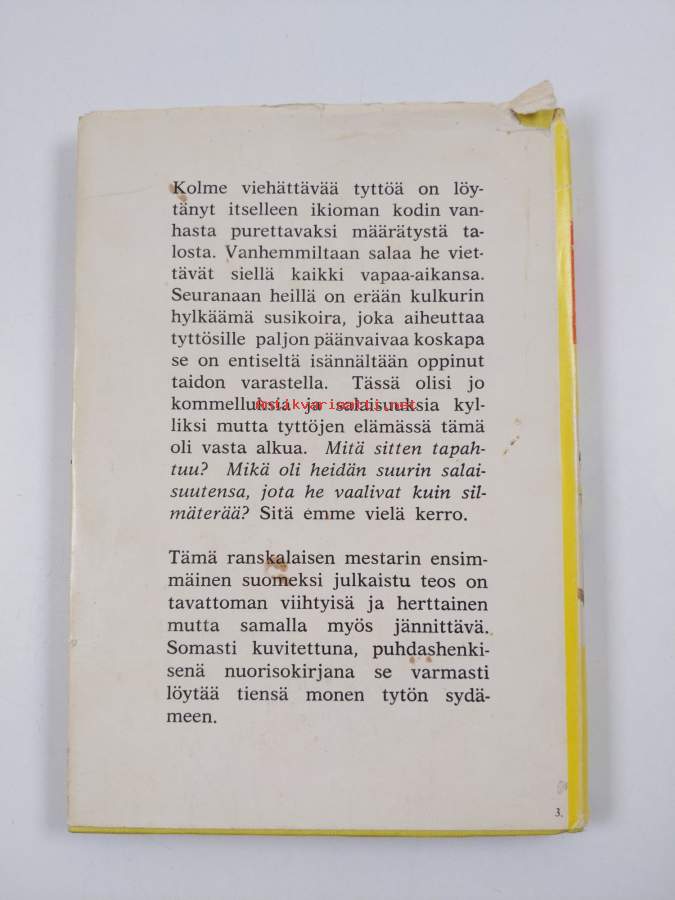 Kolme viehättävää tyttöä on löy-
tänyt itselleen ikioman kodin van-
hasta purettavaksi määrätystä ta-
losta. Vanhemmiltaan salaa he viet-
tävät siellä kaikki vapaa-aikansa.
Seuranaan heillä on erään kulkurin
hylkäämä susikoira, joka aiheuttaa
tyttösille paljon päänvaivaa koskapa
se on entiseltä isännältään oppinut
taidon varastella. Tässä olisi jo
kommelluksia ja salaisuuksia kyl-
Antikvariaatti.net
liksi mutta tyttöjen elämässä tämä
oli vasta alkua. Mitä sitten tapah-
tuu? Mikä oli heidän suurin salai-
suutensa, jota he vaalivat kuin sil-
mäterää? Sitä emme vielä kerro.
Tämä ranskalaisen mestarin ensim-
mäinen suomeksi julkaistu teos on
tavattoman viihtyisä ja herttainen
mutta samalla myös jännittävä.
Somasti kuvitettuna, puhdashenki-
senä nuorisokirjana se varmasti
löytää tiensä monen tytön sydä-
meen.
3.